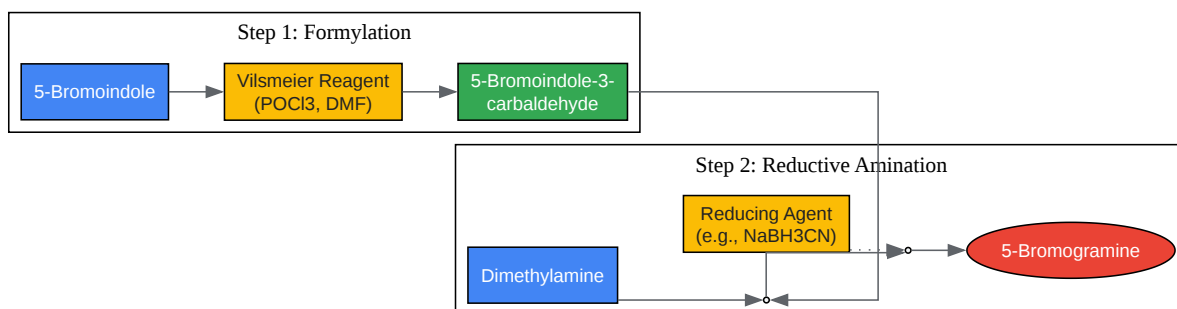 Step 1: Formylation
5-Bromoindole
Vilsmeier Reagent
(POCl3, DMF)
5-Bromoindole-3-
carbaldehyde
Step 2: Reductive Amination
Reducing Agent
(e.g., NaBH3CN)
Dimethylamine
5-Bromogramine